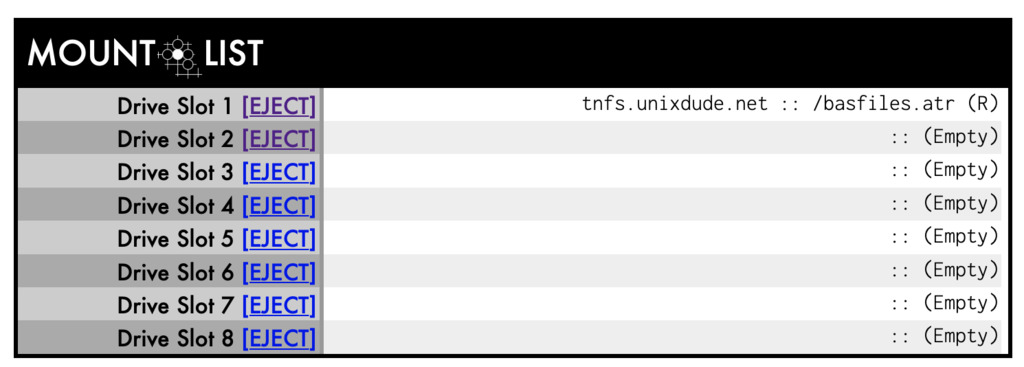 MOUNT LIST
Drive Slot 1 [EJECT] tnfs.unixdude.net :: /basfiles.atr (R)
Drive Slot 2 [EJECT] :: (Empty)
Drive Slot 3 [EJECT] :: (Empty)
Drive Slot 4 [EJECT] :: (Empty)
Drive Slot 5 [EJECT] :: (Empty)
Drive Slot 6 [EJECT] :: (Empty)
Drive Slot 7 [EJECT] :: (Empty)
Drive Slot 8 [EJECT] :: (Empty)